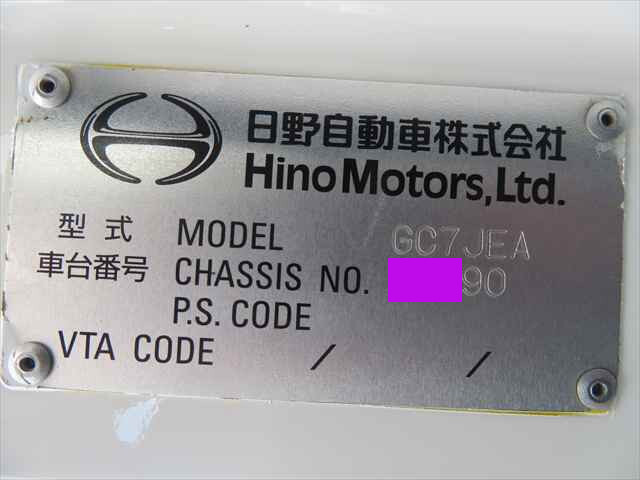 日野自動車株式会社
Hino Motors, Ltd.
型式 MODEL GC7JEA
車台番号 CHASSIS NO. 90
P.S. CODE
VTA CODE / /